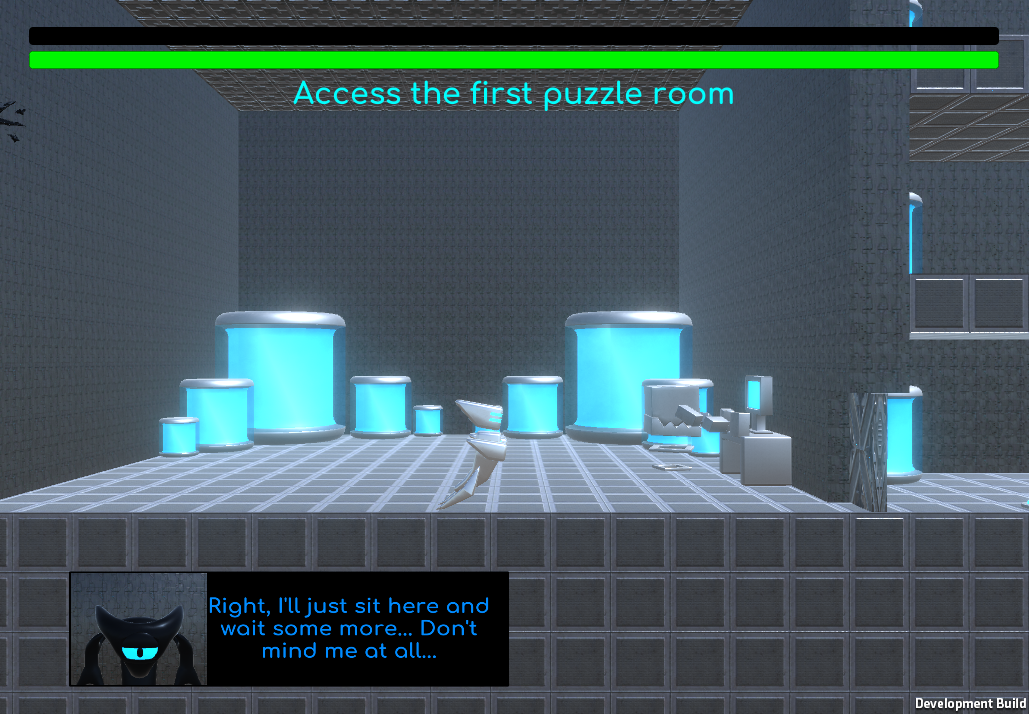 Access the first puzzle room
Right, I'll just sit here and
wait some more... Don't
mind me at all...
Development Build